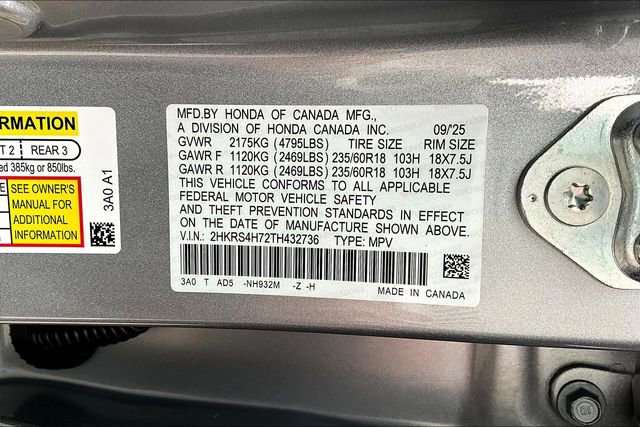 RMATION
T 2 REAR 3
ed 385kg or 850lbs.
SEE OWNER'S
MANUAL FOR
ADDITIONAL
INFORMATION
3A0 A1
MFD.BY HONDA OF CANADA MFG.,
A DIVISION OF HONDA CANADA INC. 09/25
GVWR 2175KG (4795LBS) TIRE SIZE RIM SIZE
GAWR F 1120KG (2469LBS) 235/60R18 103H 18X7.5J
GAWR R 1120KG (2469LBS) 235/60R18 103H 18X7.5J
THIS VEHICLE CONFORMS TO ALL APPLICABLE
FEDERAL MOTOR VEHICLE SAFETY
AND THEFT PREVENTION STANDARDS IN EFFECT
ON THE DATE OF MANUFACTURE SHOWN ABOVE.
V.I.N.: 2HKRS4H72TH432736 TYPE: MPV
3A0 T AD5 -NH932M -Z -H
MADE IN CANADA